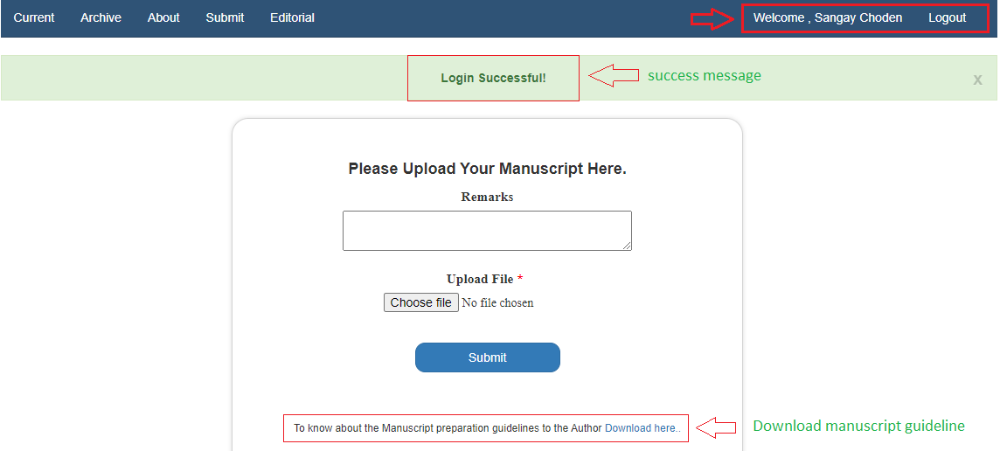 Current Archive About Submit Editorial Welcome , Sangay Choden Logout
Login Successful! success message x
Please Upload Your Manuscript Here.
Remarks
Upload File *
Choose file No file chosen
Submit
To know about the Manuscript preparation guidelines to the Author Download here.. Download manuscript guideline